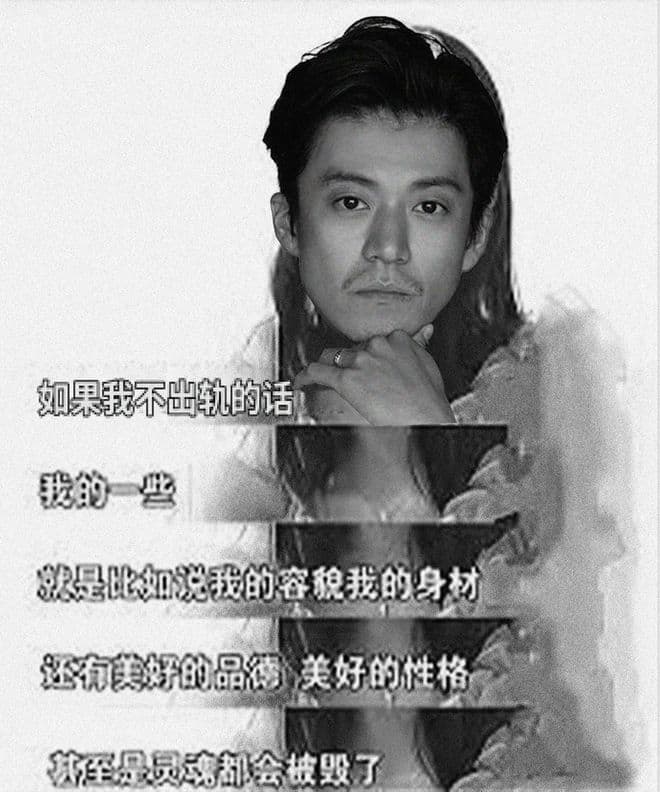 如果我不出轨的话
我的一些
就是比如说我的容貌我的身材
还有美好的品德 美好的性格
甚至是灵魂都会被毁了